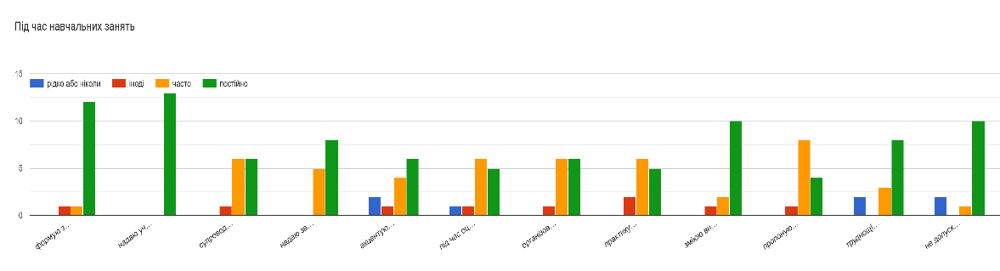 Під час навчальних занять
15
рідко або ніколи іноді часто постійно
10
5
0
формую з…
надаю уч…
супровод…
надаю за…
акцентую…
під час оц…
організов…
практику…
змінюю вн…
пропоную…
труднощі…
не допуск…